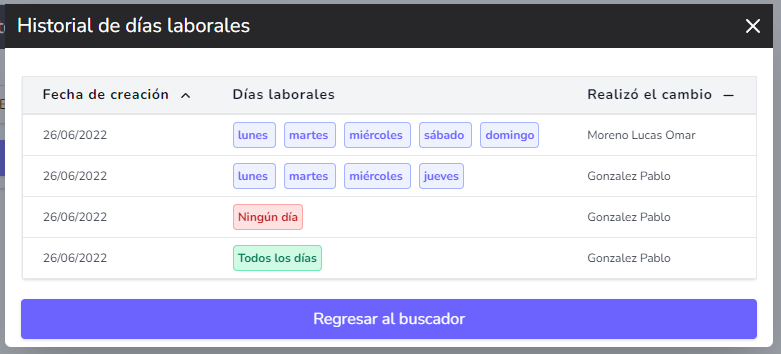 Historial de días laborales
Fecha de creación Días laborales Realizó el cambio
26/06/2022 lunes martes miércoles sábado domingo Moreno Lucas Omar
26/06/2022 lunes martes miércoles jueves Gonzalez Pablo
26/06/2022 Ningún día Gonzalez Pablo
26/06/2022 Todos los días Gonzalez Pablo
Regresar al buscador